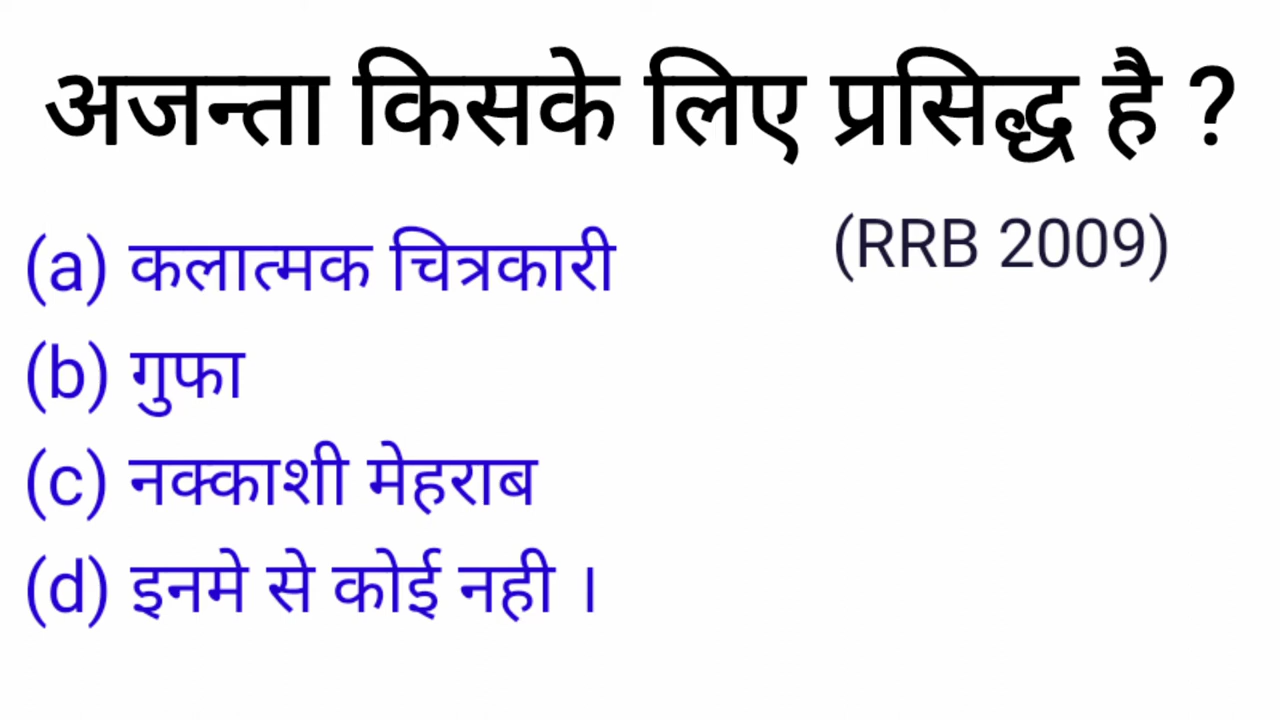 अजन्ता किसके लिए प्रसिद्ध है ?
(RRB 2009)
(a) कलात्मक चित्रकारी
(b) गुफा
(c) नक्काशी मेहराब
(d) इनमे से कोई नही ।